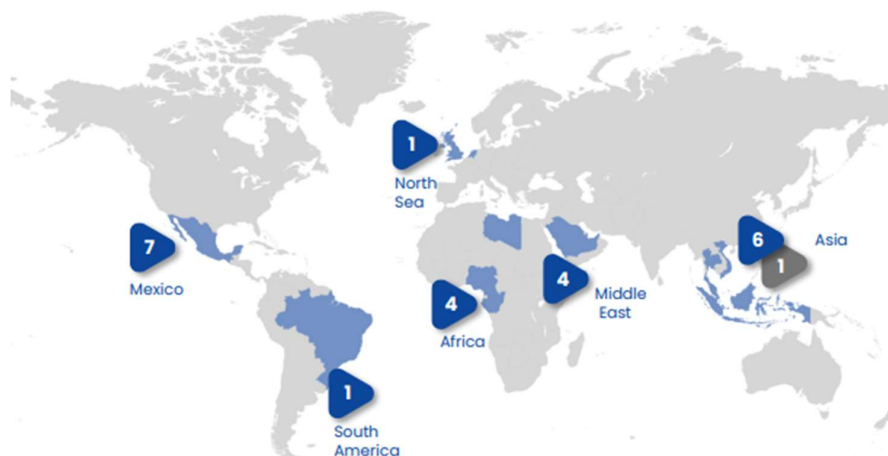 1
North
Sea
7
Mexico
6
Asia
1
4
Middle
East
4
Africa
1
South
America